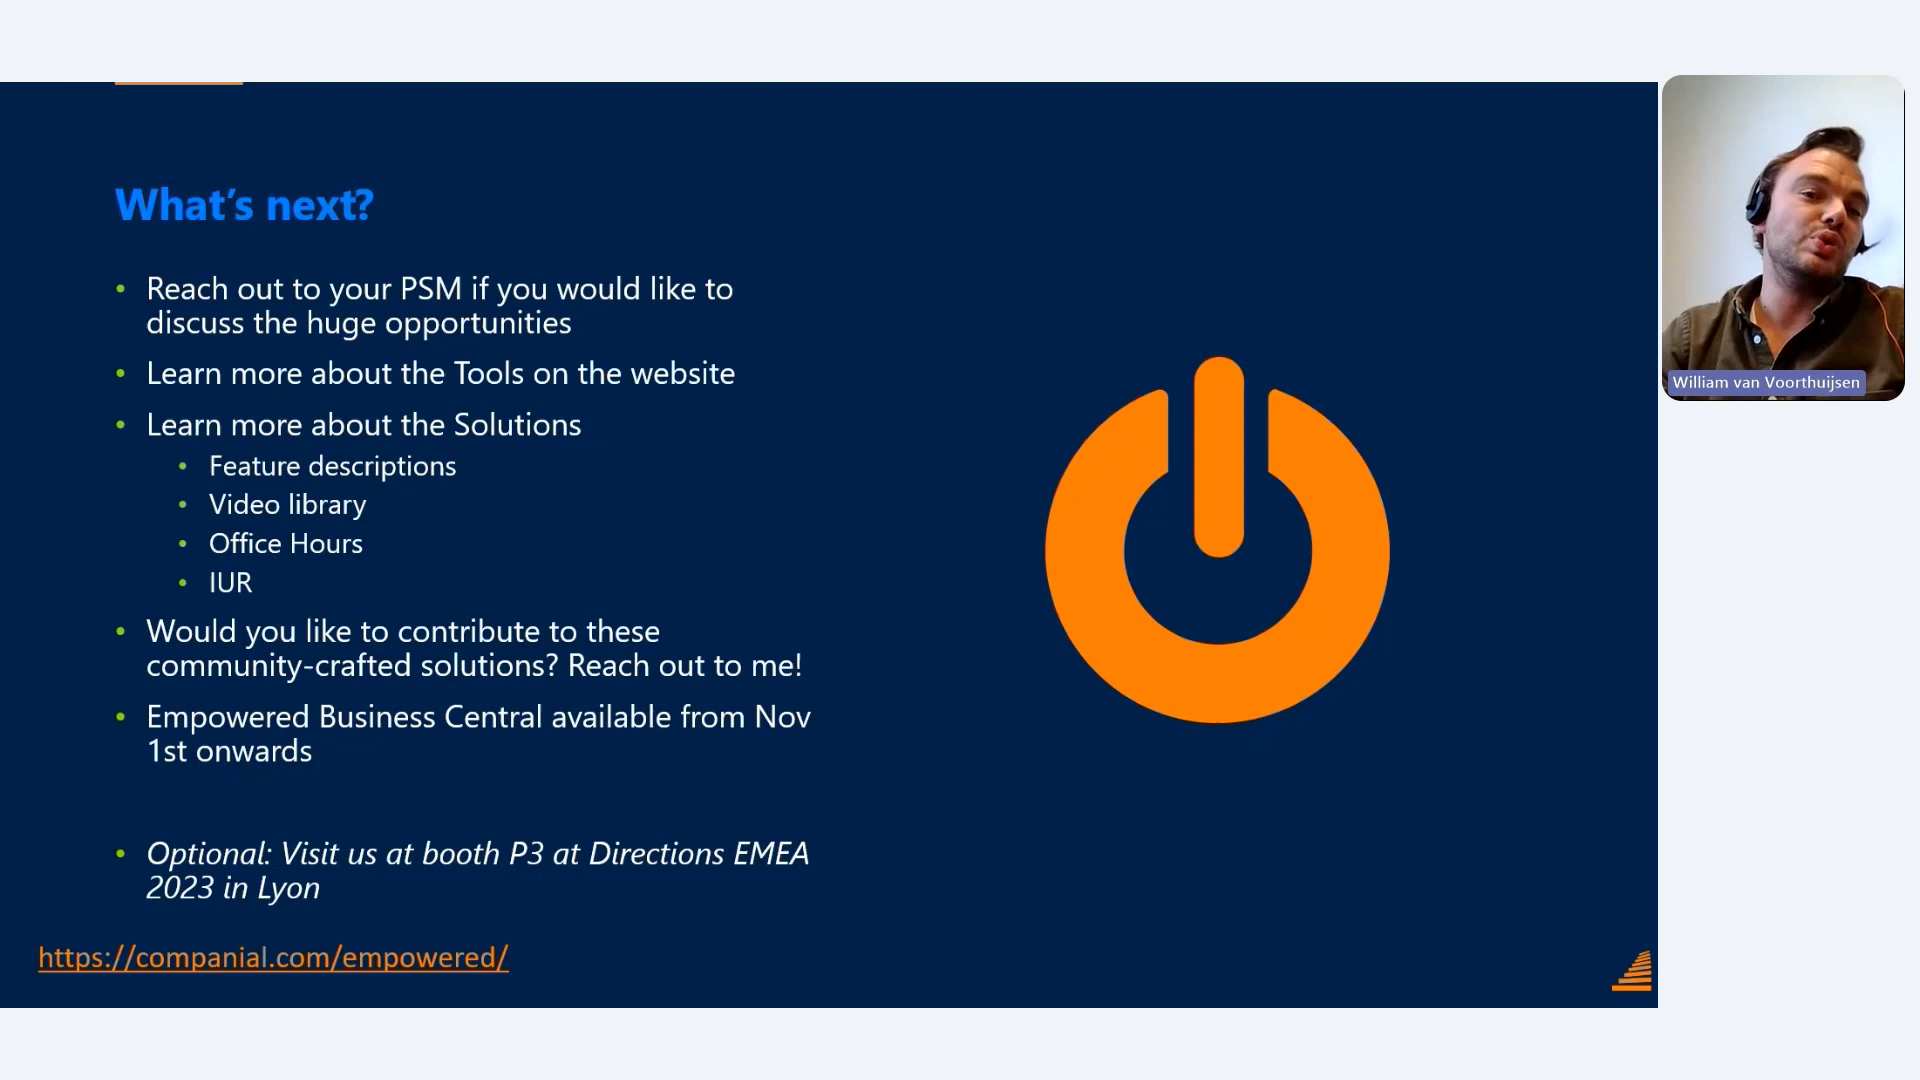 What's next?
• Reach out to your PSM if you would like to
discuss the huge opportunities
• Learn more about the Tools on the website
• Learn more about the Solutions
• Feature descriptions
• Video library
• Office Hours
• IUR
• Would you like to contribute to these
community-crafted solutions? Reach out to me!
• Empowered Business Central available from Nov
1st onwards
• Optional: Visit us at booth P3 at Directions EMEA
2023 in Lyon
https://companial.com/empowered/
William van Voorthuijsen